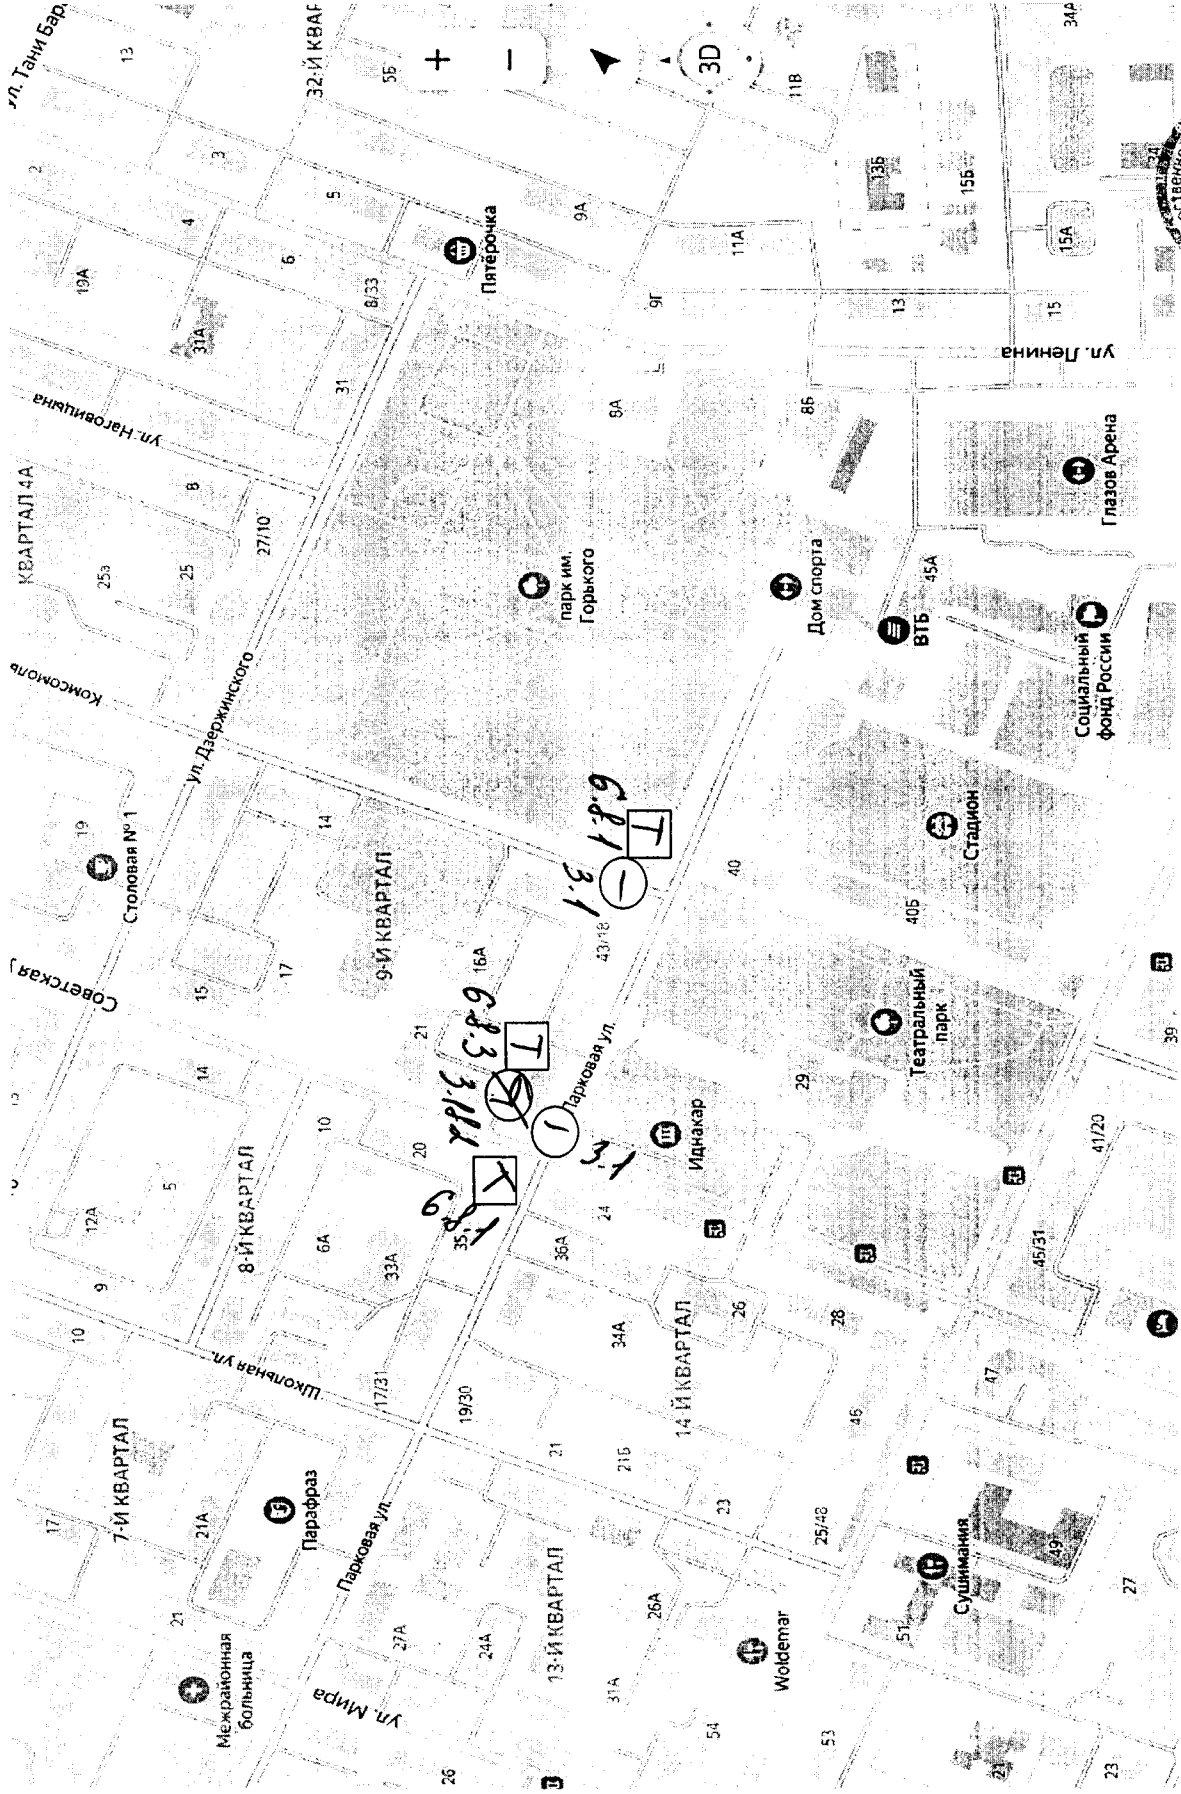 ул. Мира
26
Межрайонная
больница
21
17
7-Й КВАРТАЛ
21А
Парафраз
Парковая ул.
27А
24А
13-Й КВАРТАЛ
31А
26А
54
53
Woldemar
23
25/48
51
Сушимания
49
27
21
23
10
9
Школьная ул.
17/31
19/30
21
21Б
14 Й КВАРТАЛ
34А
26
28
46
47
45/31
12А
5
8-Й КВАРТАЛ
6А
33А
35
36А
24
14
10
20
21
Советская
15
17
19
Столовая № 1
9-Й КВАРТАЛ
14
16А
43/18
6.8.1
Т
3.1
3.18.2
6.8.3
Т
3.1
6.8.1
Т
Парковая ул.
Иднакар
29
Театральный
парк
41/20
39
40
40Б
Стадион
Комсомоль
ул. Дзержинского
КВАРТАЛ 4А
25а
25
8
27/10
ул. Наговицына
31
31А
19А
парк им.
Горького
Дом спорта
ВТБ
45А
Социальный
фонд России
Глазов Арена
8А
8Б
ул. Ленина
Пятёрочка
8/33
6
4
2
3
5
13
ул. Тани Бар
32-Й КВАР
5Б
9А
9Г
11А
11В
13Б
15Б
13
15
15А
34А
34
3D